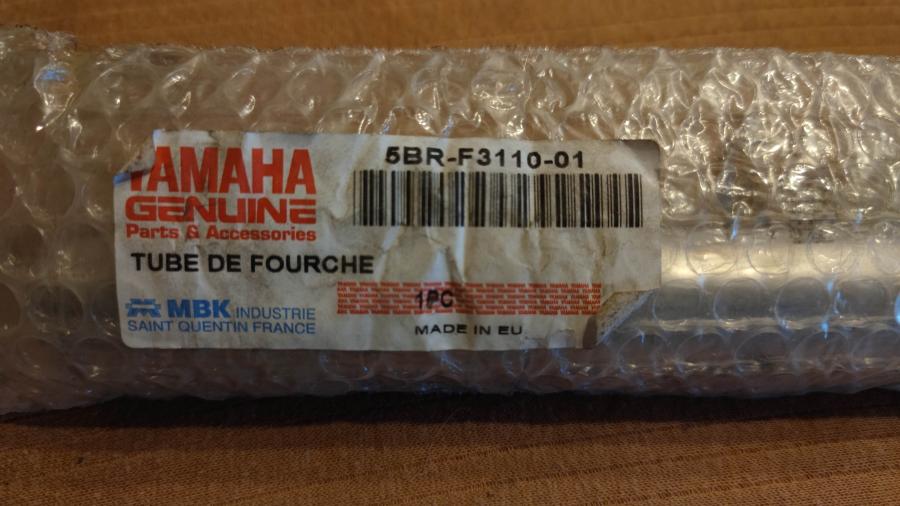 YAMAHA
GENUINE
Parts & Accessories
5BR-F3110-01
TUBE DE FOURCHE
1PC
MBK INDUSTRIE
SAINT QUENTIN FRANCE
MADE IN EU